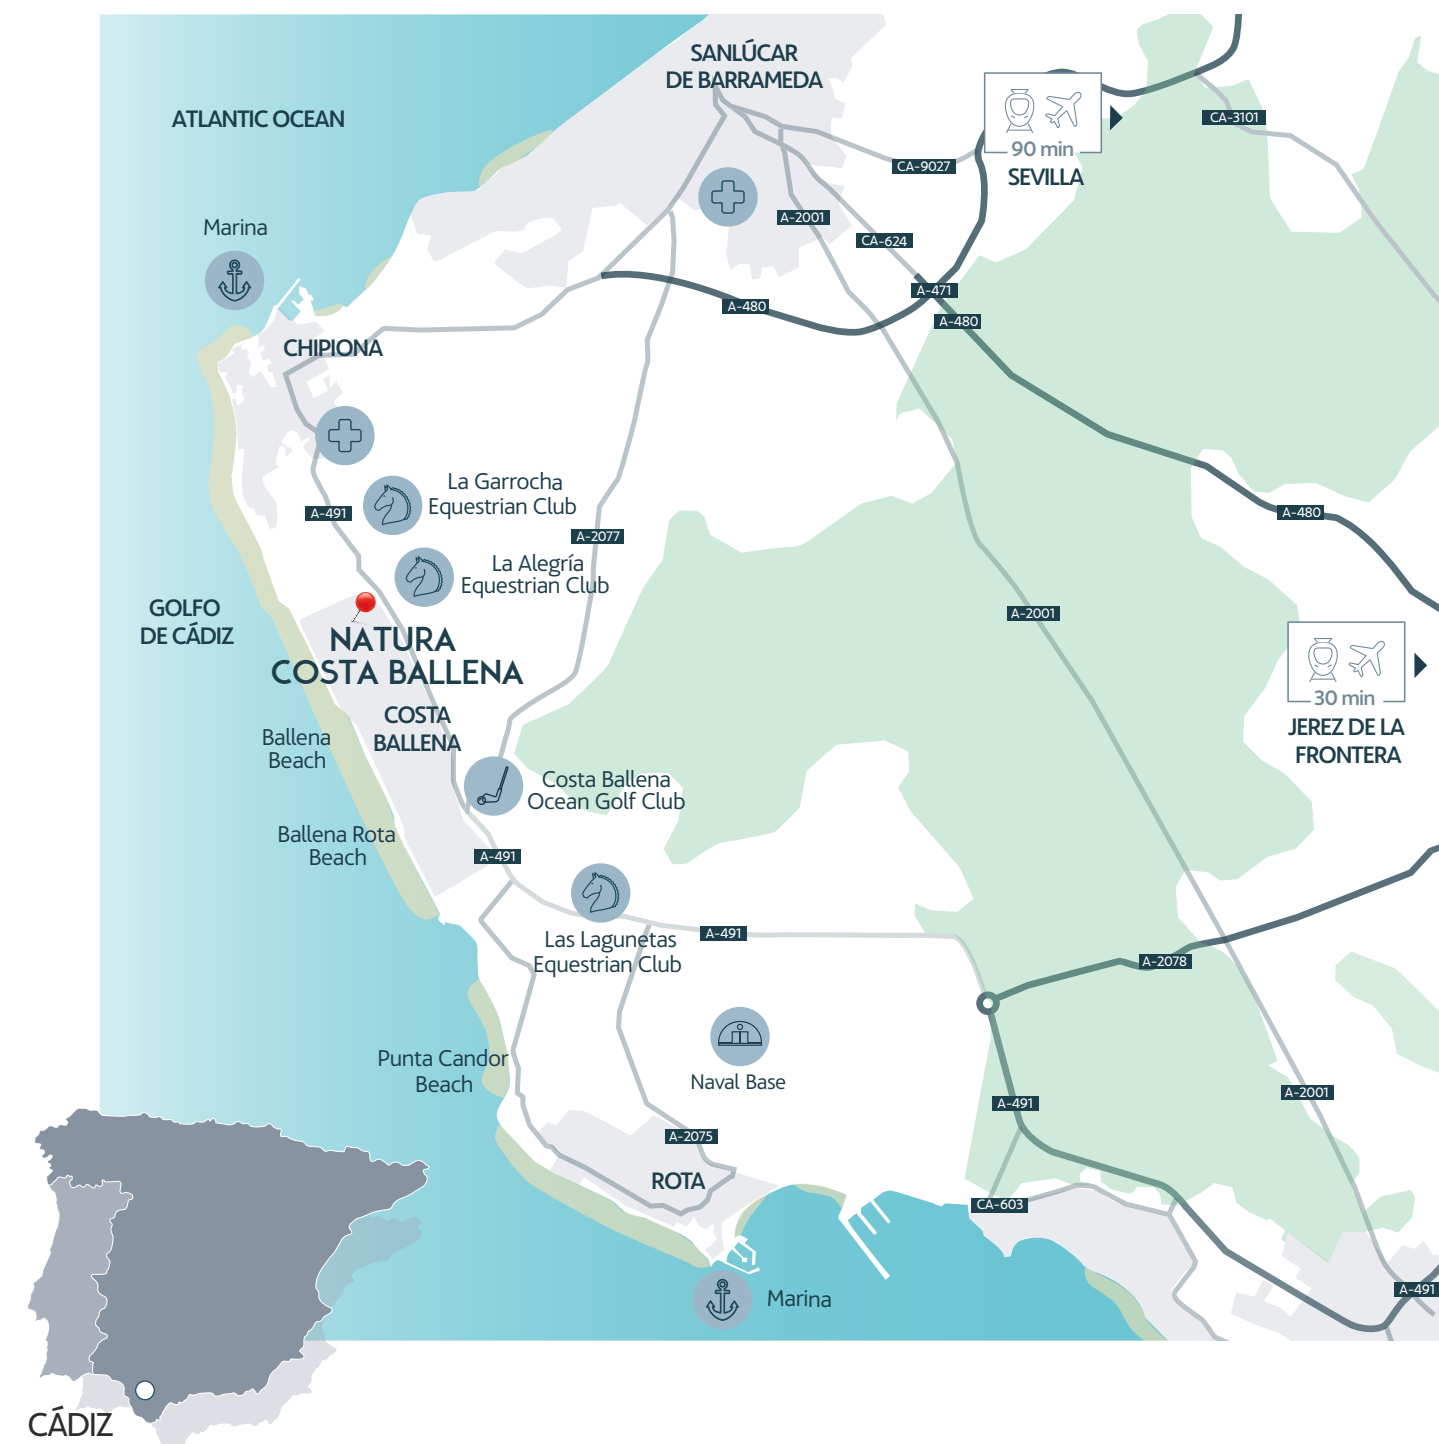 SANLÚCAR
DE BARRAMEDA
ATLANTIC OCEAN
CA-3101
90 min
SEVILLA
CA-9027
A-2001
CA-624
Marina
A-471
A-480
A-480
CHIPIONA
La Garrocha
Equestrian Club
A-491
A-480
A-2077
La Alegría
Equestrian Club
GOLFO
DE CÁDIZ
A-2001
NATURA
COSTA BALLENA
30 min
JEREZ DE LA
FRONTERA
COSTA
BALLENA
Ballena
Beach
Costa Ballena
Ocean Golf Club
Ballena Rota
Beach
A-491
Las Lagunetas
Equestrian Club
A-491
A-2078
Punta Candor
Beach
Naval Base
A-491
A-2001
A-2075
ROTA
CA-603
Marina
A-491
CÁDIZ